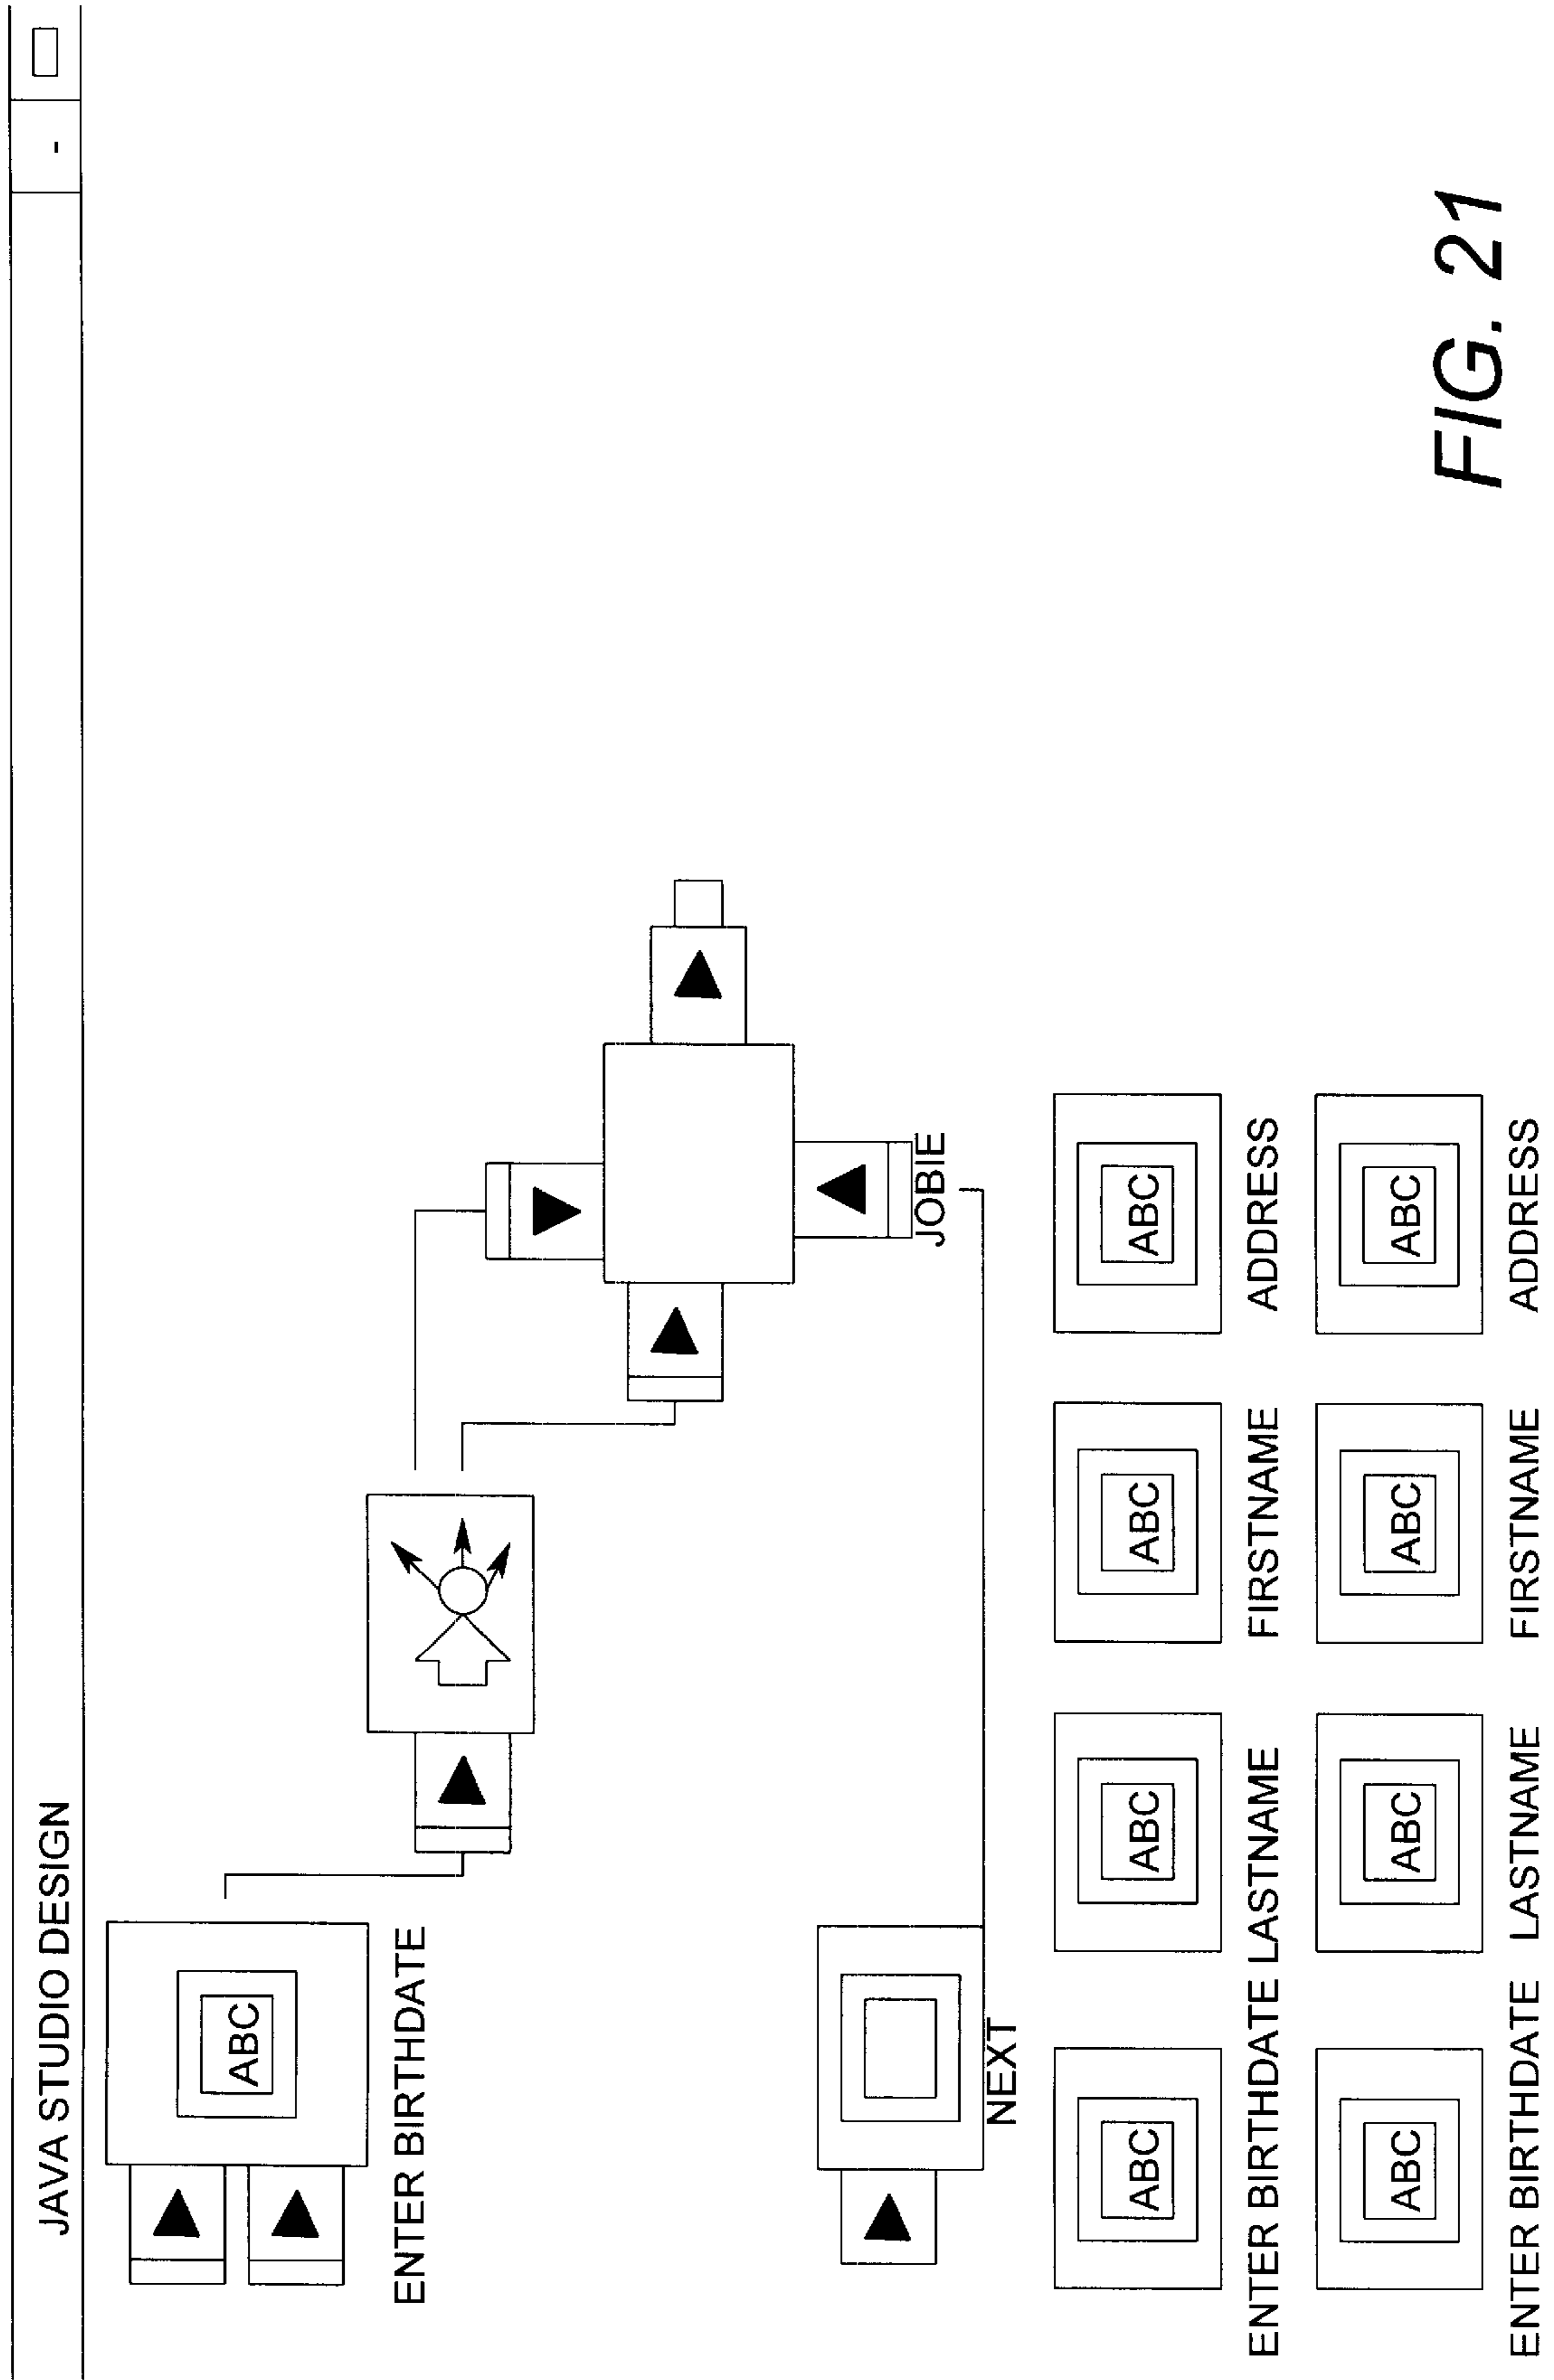 JAVA STUDIO DESIGN
-
ABC
ENTER BIRTHDATE
JOBIE
NEXT
ABC ABC ABC ABC
ENTER BIRTHDATE LASTNAME FIRSTNAME ADDRESS
ABC ABC ABC ABC
ENTER BIRTHDATE LASTNAME FIRSTNAME ADDRESS
FIG. 21